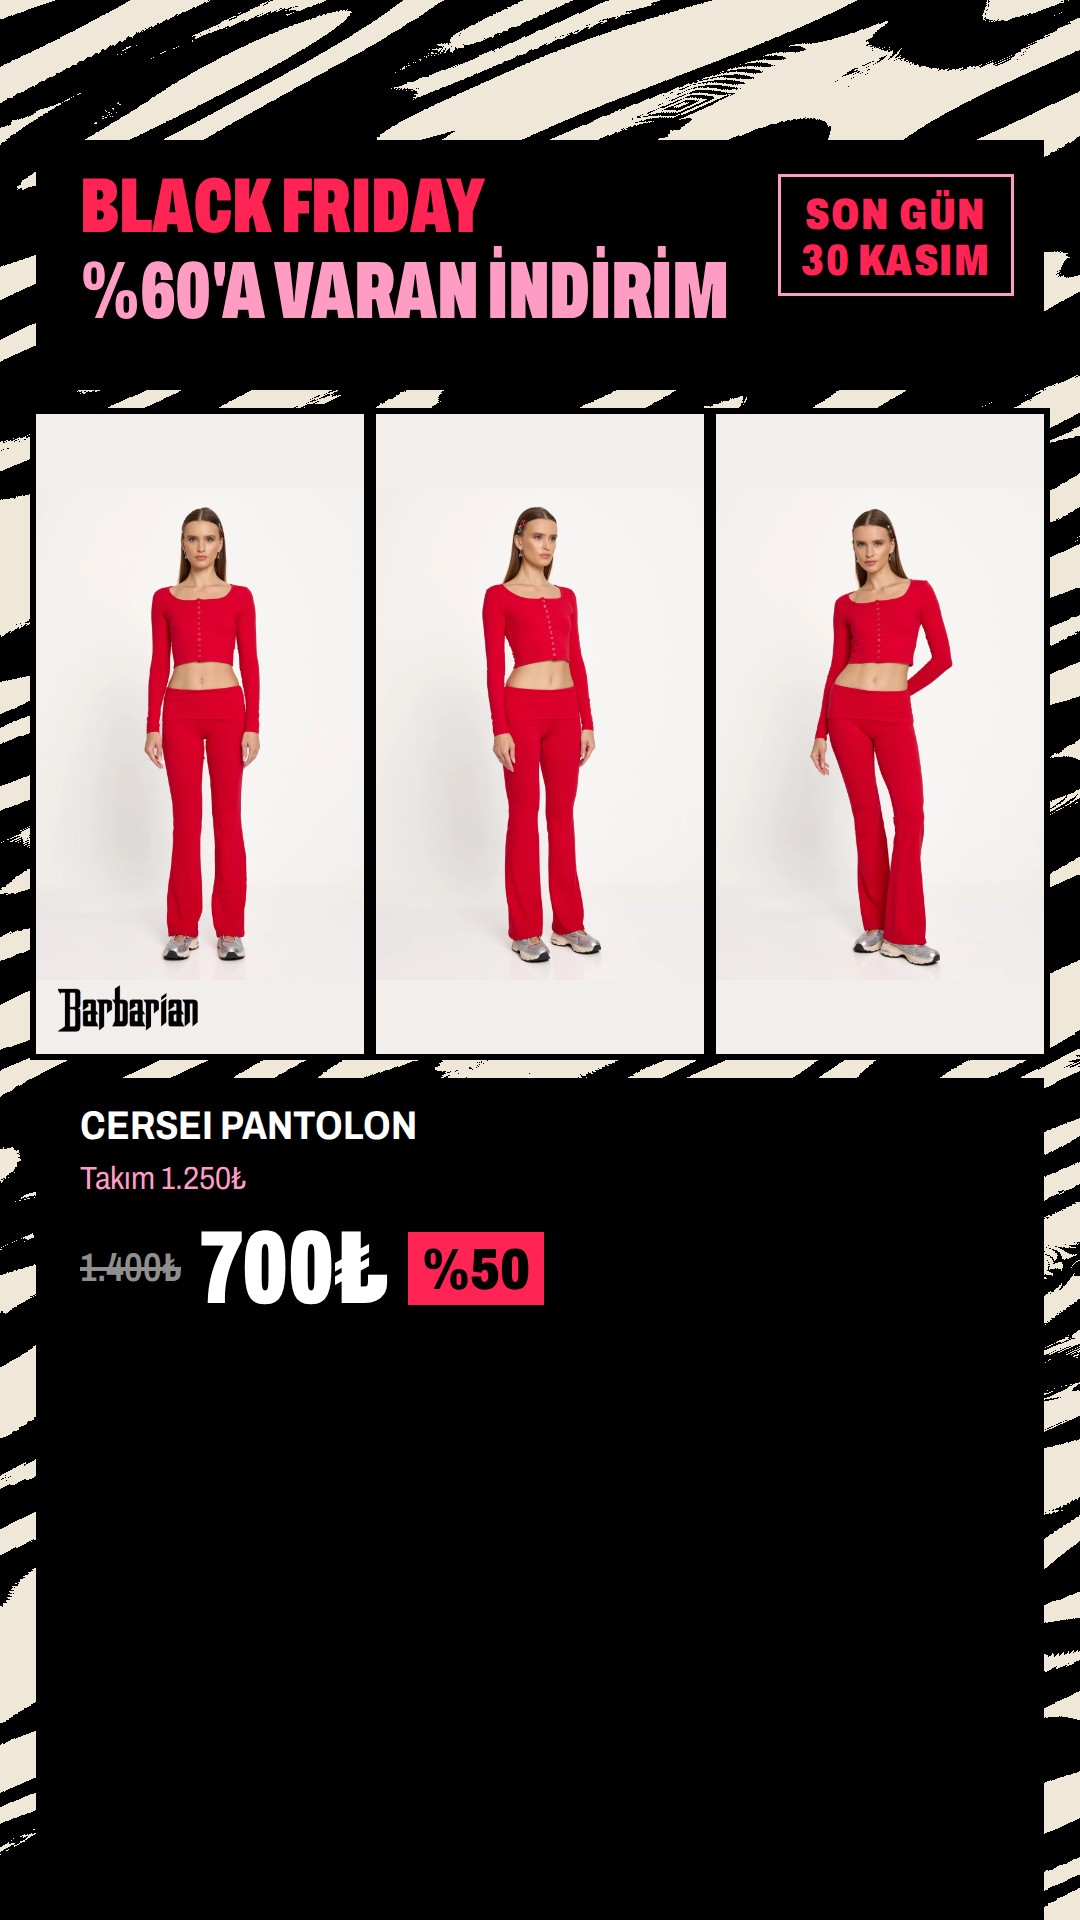 BLACK FRIDAY
%60'A VARAN İNDİRİM
SON GÜN
30 KASIM
Barbarian
CERSEI PANTOLON
Takım 1.250₺
1.400₺ 700₺ %50